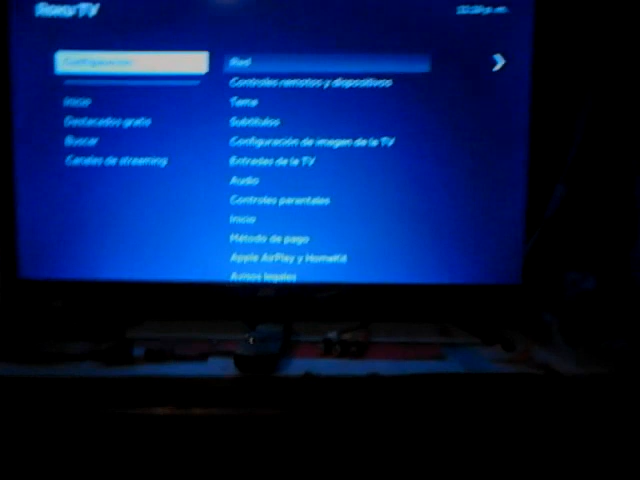 Roku TV
Configuración
Inicio
Destacados gratis
Buscar
Canales de streaming
Red
Controles remotos y dispositivos
Tema
Subtítulos
Configuración de imagen de la TV
Entradas de la TV
Audio
Controles parentales
Inicio
Método de pago
Apple AirPlay y HomeKit
Avisos legales